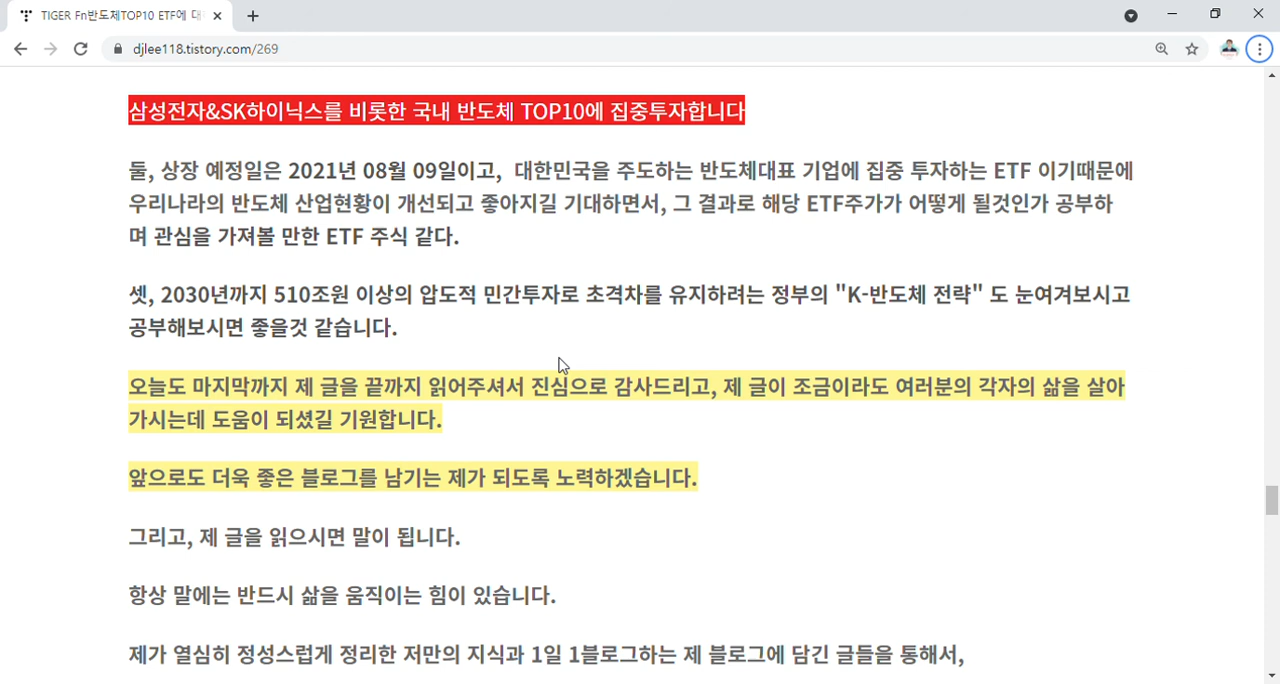 TIGER Fn반도체TOP10 ETF에 대
djlee118.tistory.com/269
삼성전자&SK하이닉스를 비롯한 국내 반도체 TOP10에 집중투자합니다
둘, 상장 예정일은 2021년 08월 09일이고, 대한민국을 주도하는 반도체대표 기업에 집중 투자하는 ETF 이기때문에
우리나라의 반도체 산업현황이 개선되고 좋아지길 기대하면서, 그 결과로 해당 ETF주가가 어떻게 될것인가 공부하
며 관심을 가져볼 만한 ETF 주식 같다.
셋, 2030년까지 510조원 이상의 압도적 민간투자로 초격차를 유지하려는 정부의 "K-반도체 전략" 도 눈여겨보시고
공부해보시면 좋을것 같습니다.
오늘도 마지막까지 제 글을 끝까지 읽어주셔서 진심으로 감사드리고, 제 글이 조금이라도 여러분의 각자의 삶을 살아
가시는데 도움이 되셨길 기원합니다.
앞으로도 더욱 좋은 블로그를 남기는 제가 되도록 노력하겠습니다.
그리고, 제 글을 읽으시면 말이 됩니다.
항상 말에는 반드시 삶을 움직이는 힘이 있습니다.
제가 열심히 정성스럽게 정리한 저만의 지식과 1일 1블로그하는 제 블로그에 담긴 글들을 통해서,